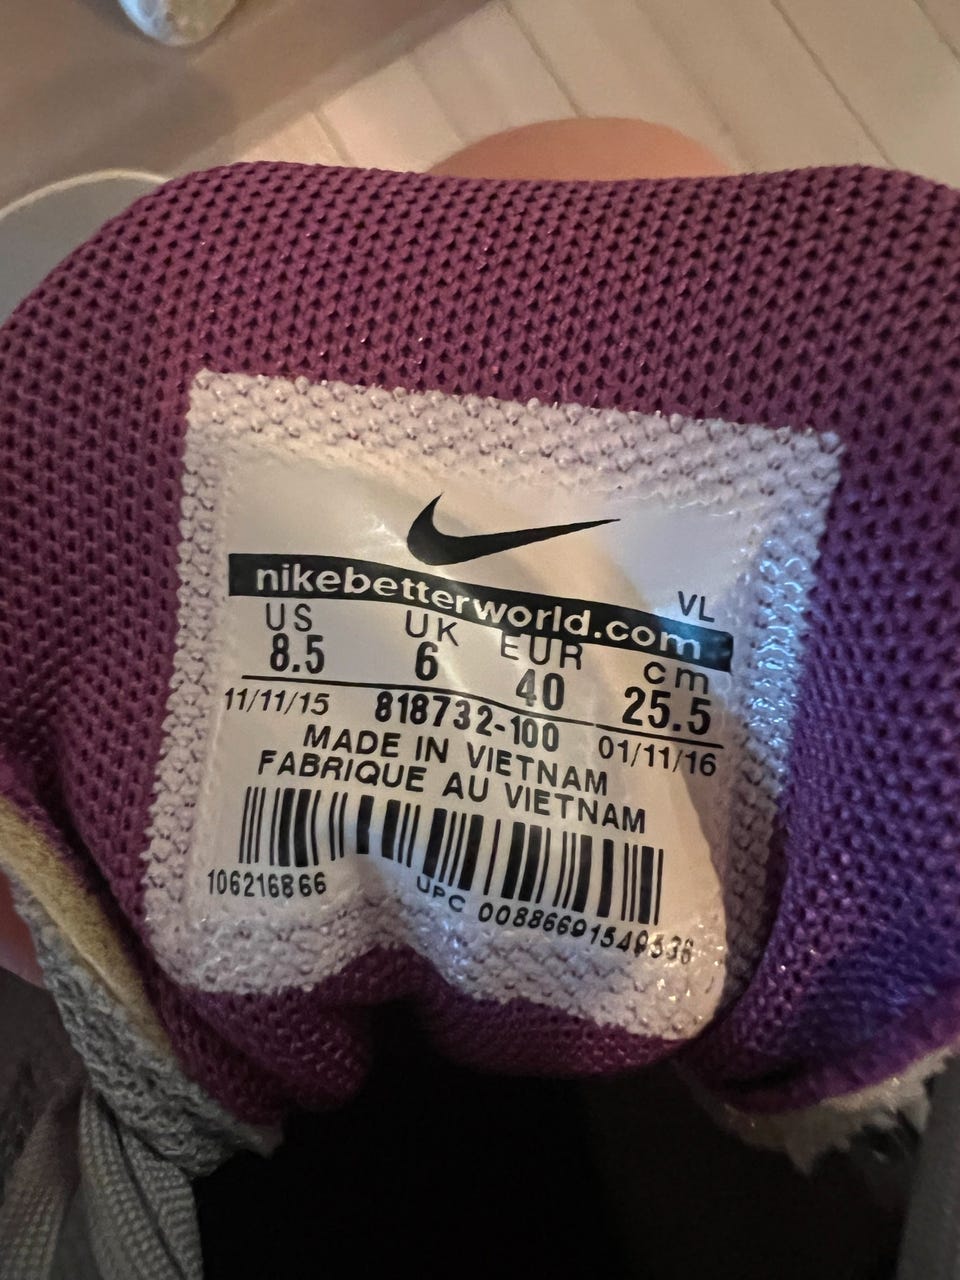 nikebetterworld.com
VL
US UK EUR cm
8.5 6 40 25.5
11/11/15 818732-100 01/11/16
MADE IN VIETNAM
FABRIQUE AU VIETNAM
106216866 UPC 00886691549536